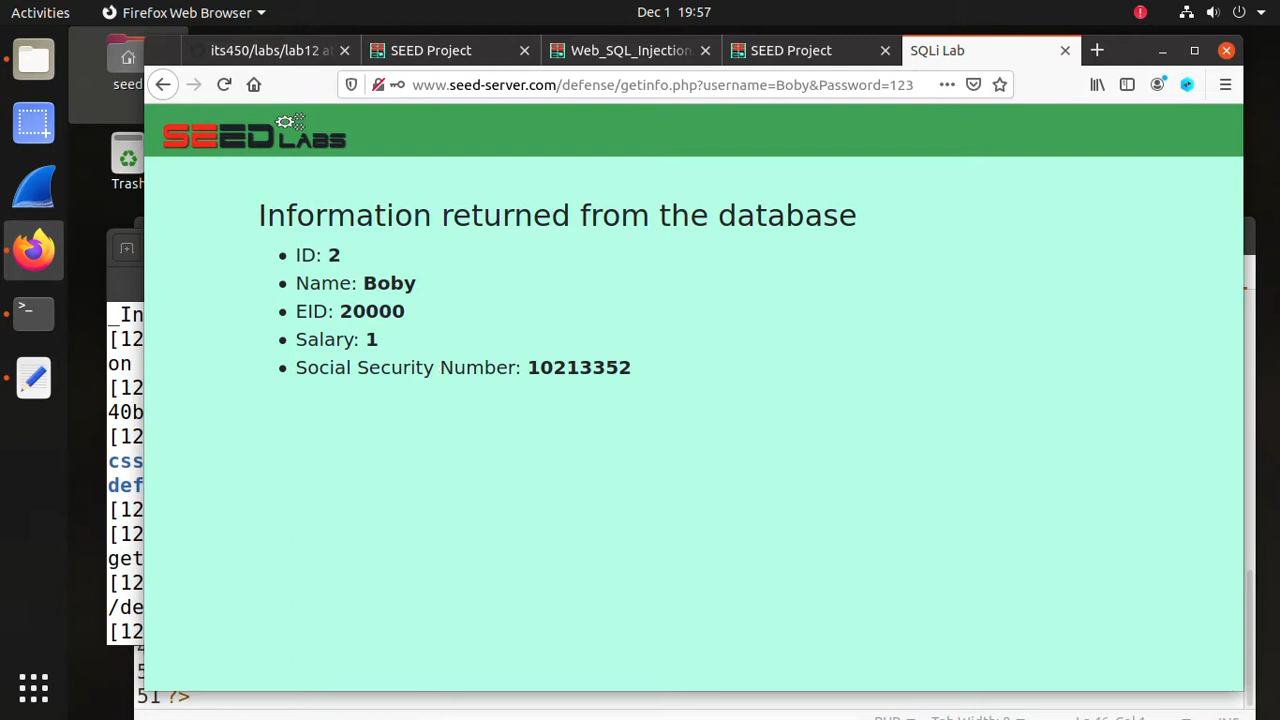 Activities
Firefox Web Browser
Dec 1 19:57
its450/labs/lab12 at
SEED Project
Web_SQL_Injection
SEED Project
SQLi Lab
seed
www.seed-server.com/defense/getinfo.php?username=Boby&Password=123
SEED LABS
Trash
Information returned from the database
ID: 2
Name: Boby
EID: 20000
_In
Salary: 1
[12
on
Social Security Number: 10213352
[12
40b
[12
css
def
[12
[12
get
[12
/de
[12
51 ?>